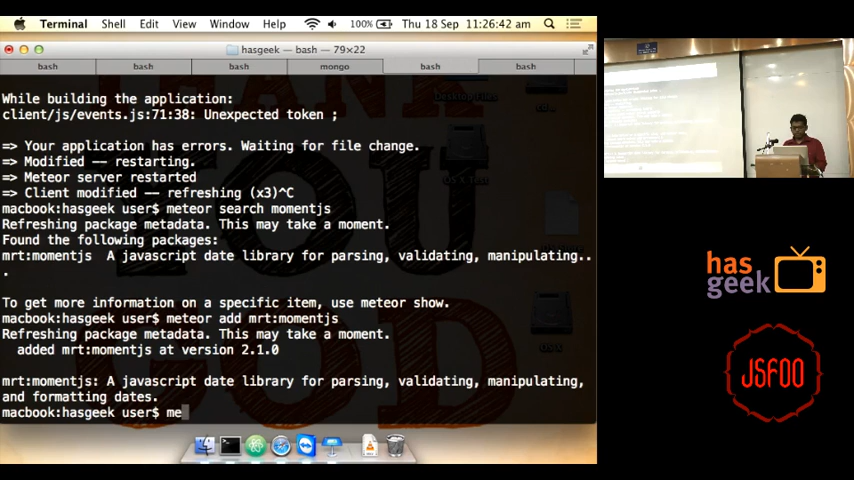 Terminal Shell Edit View Window Help 100% Thu 18 Sep 11:26:42 am
hasgeek — bash — 79×22
bash bash bash mongo bash bash
While building the application:
client/js/events.js:71:38: Unexpected token ;
=> Your application has errors. Waiting for file change.
=> Modified -- restarting.
=> Meteor server restarted
=> Client modified -- refreshing (x3)^C
macbook:hasgeek user$ meteor search momentjs
Refreshing package metadata. This may take a moment.
Found the following packages:
mrt:momentjs  A javascript date library for parsing, validating, manipulating..
.
To get more information on a specific item, use meteor show.
macbook:hasgeek user$ meteor add mrt:momentjs
Refreshing package metadata. This may take a moment.
  added mrt:momentjs at version 2.1.0
mrt:momentjs: A javascript date library for parsing, validating, manipulating,
and formatting dates.
macbook:hasgeek user$ me
THANK
YOU
GOD
has
geek
JSFOO